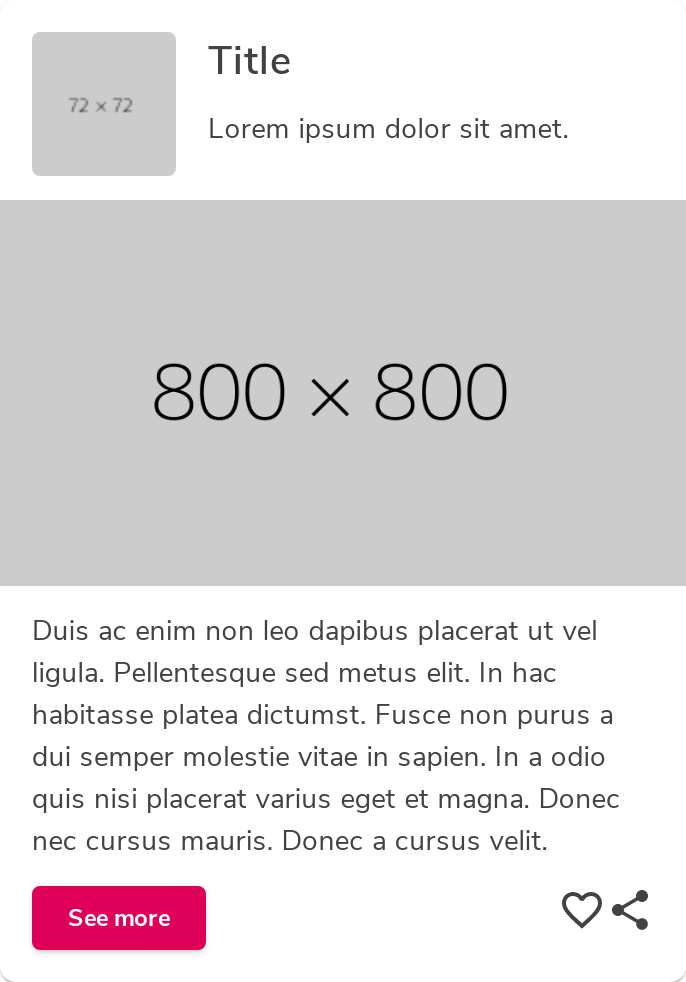 72 × 72
Title
Lorem ipsum dolor sit amet.
800 × 800
Duis ac enim non leo dapibus placerat ut vel
ligula. Pellentesque sed metus elit. In hac
habitasse platea dictumst. Fusce non purus a
dui semper molestie vitae in sapien. In a odio
quis nisi placerat varius eget et magna. Donec
nec cursus mauris. Donec a cursus velit.
See more